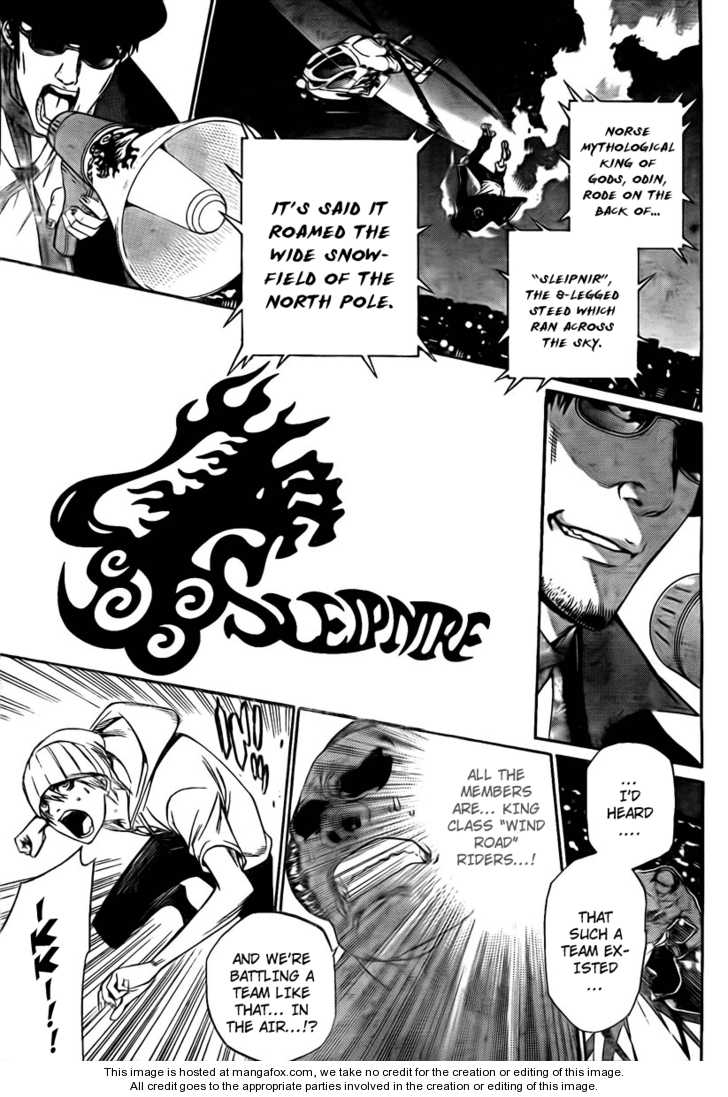 NORSE
MYTHOLOGICAL
KING OF
GODS, ODIN,
RODE ON THE
BACK OF...
"SLEIPNIR",
THE 8-LEGGED
STEED WHICH
RAN ACROSS
THE SKY.
IT'S SAID IT
ROAMED THE
WIDE SNOW-
FIELD OF THE
NORTH POLE.
SLEIPNIRE
...
I'D
HEARD
....
THAT
SUCH A
TEAM EX-
ISTED
...
ALL THE
MEMBERS
ARE... KING
CLASS "WIND
ROAD"
RIDERS...!
AND WE'RE
BATTLING A
TEAM LIKE
THAT... IN
THE AIR...!?
IKKI!!!
This image is hosted at mangafox.com, we take no credit for the creation or editing of this image.
All credit goes to the appropriate parties involved in the creation or editing of this image.